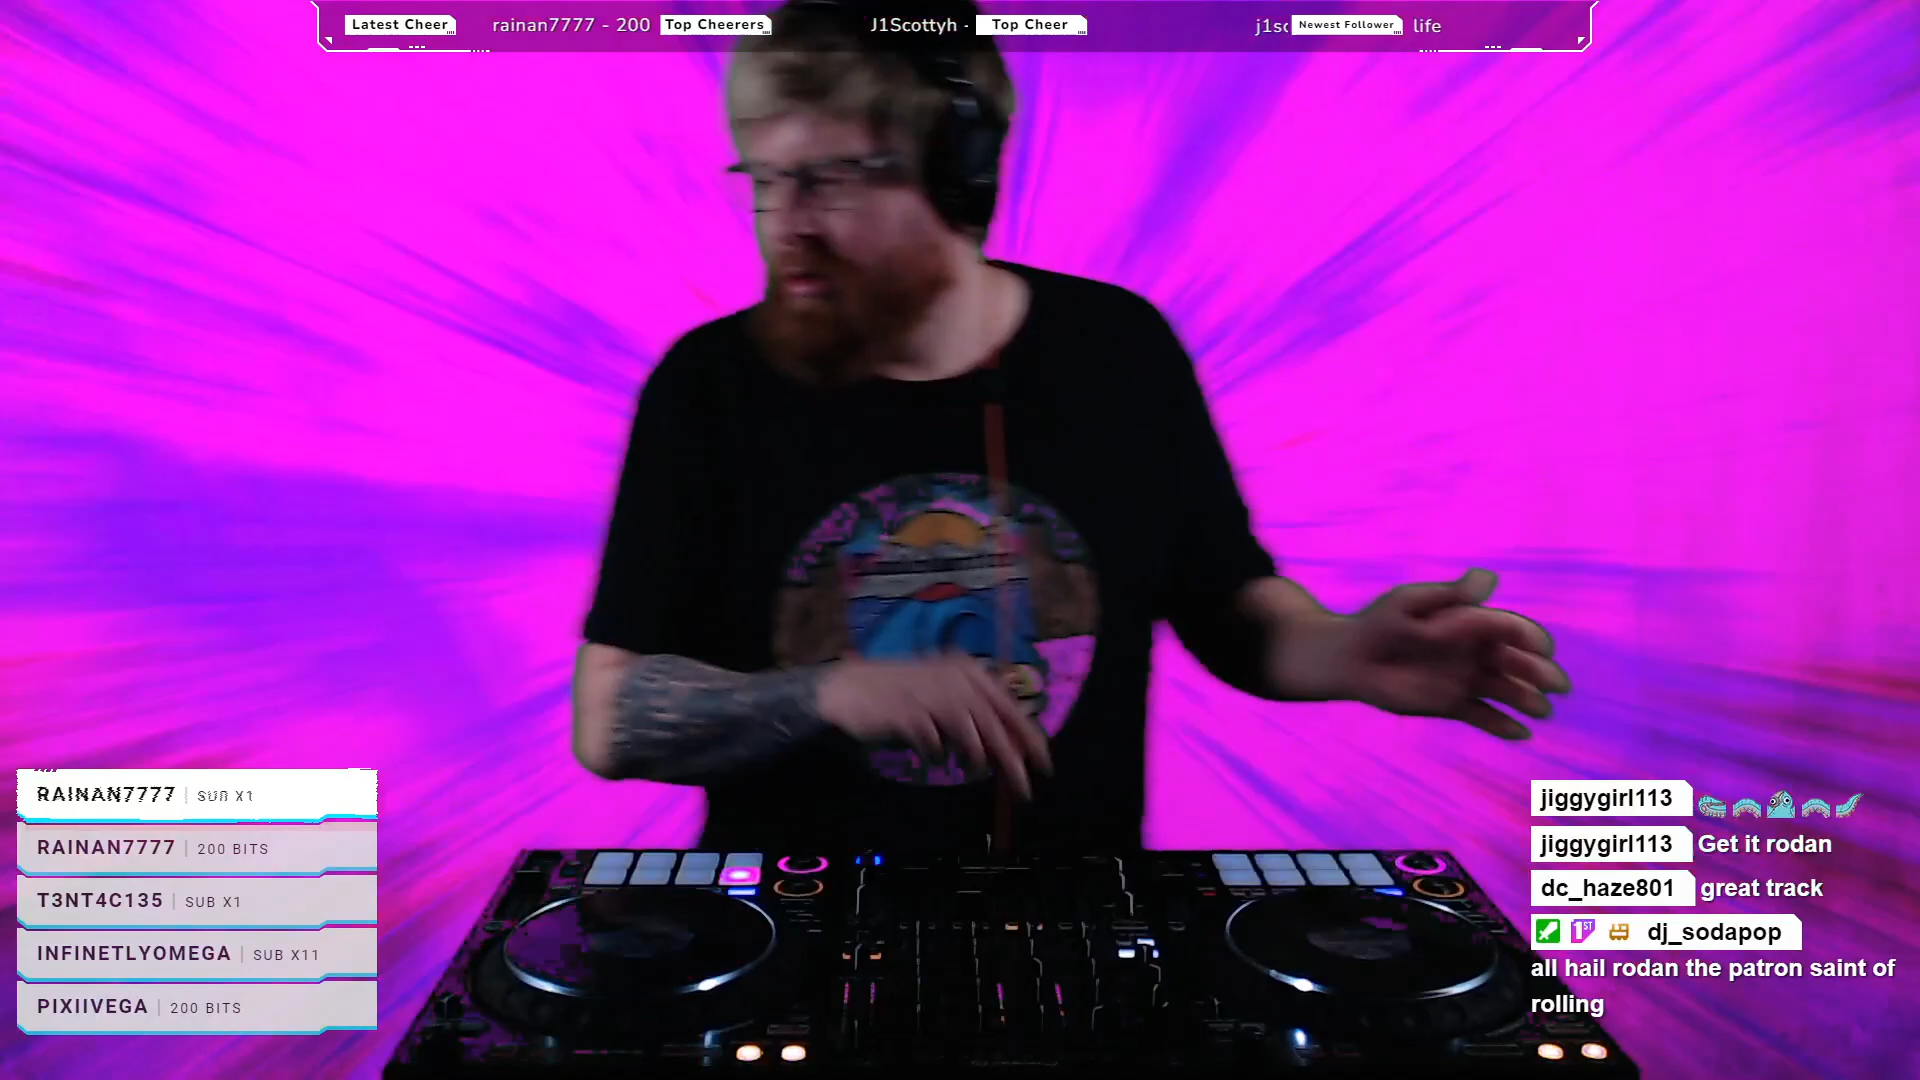 Latest Cheer rainan7777 - 200 Top Cheerers J1Scottyh - Top Cheer j1sc Newest Follower life
RAINAN7777 | SUB X1
RAINAN7777 | 200 BITS
T3NT4C135 | SUB X1
INFINETLYOMEGA | SUB X11
PIXIIVEGA | 200 BITS
jiggygirl113
jiggygirl113 Get it rodan
dc_haze801 great track
1ST dj_sodapop
all hail rodan the patron saint of
rolling